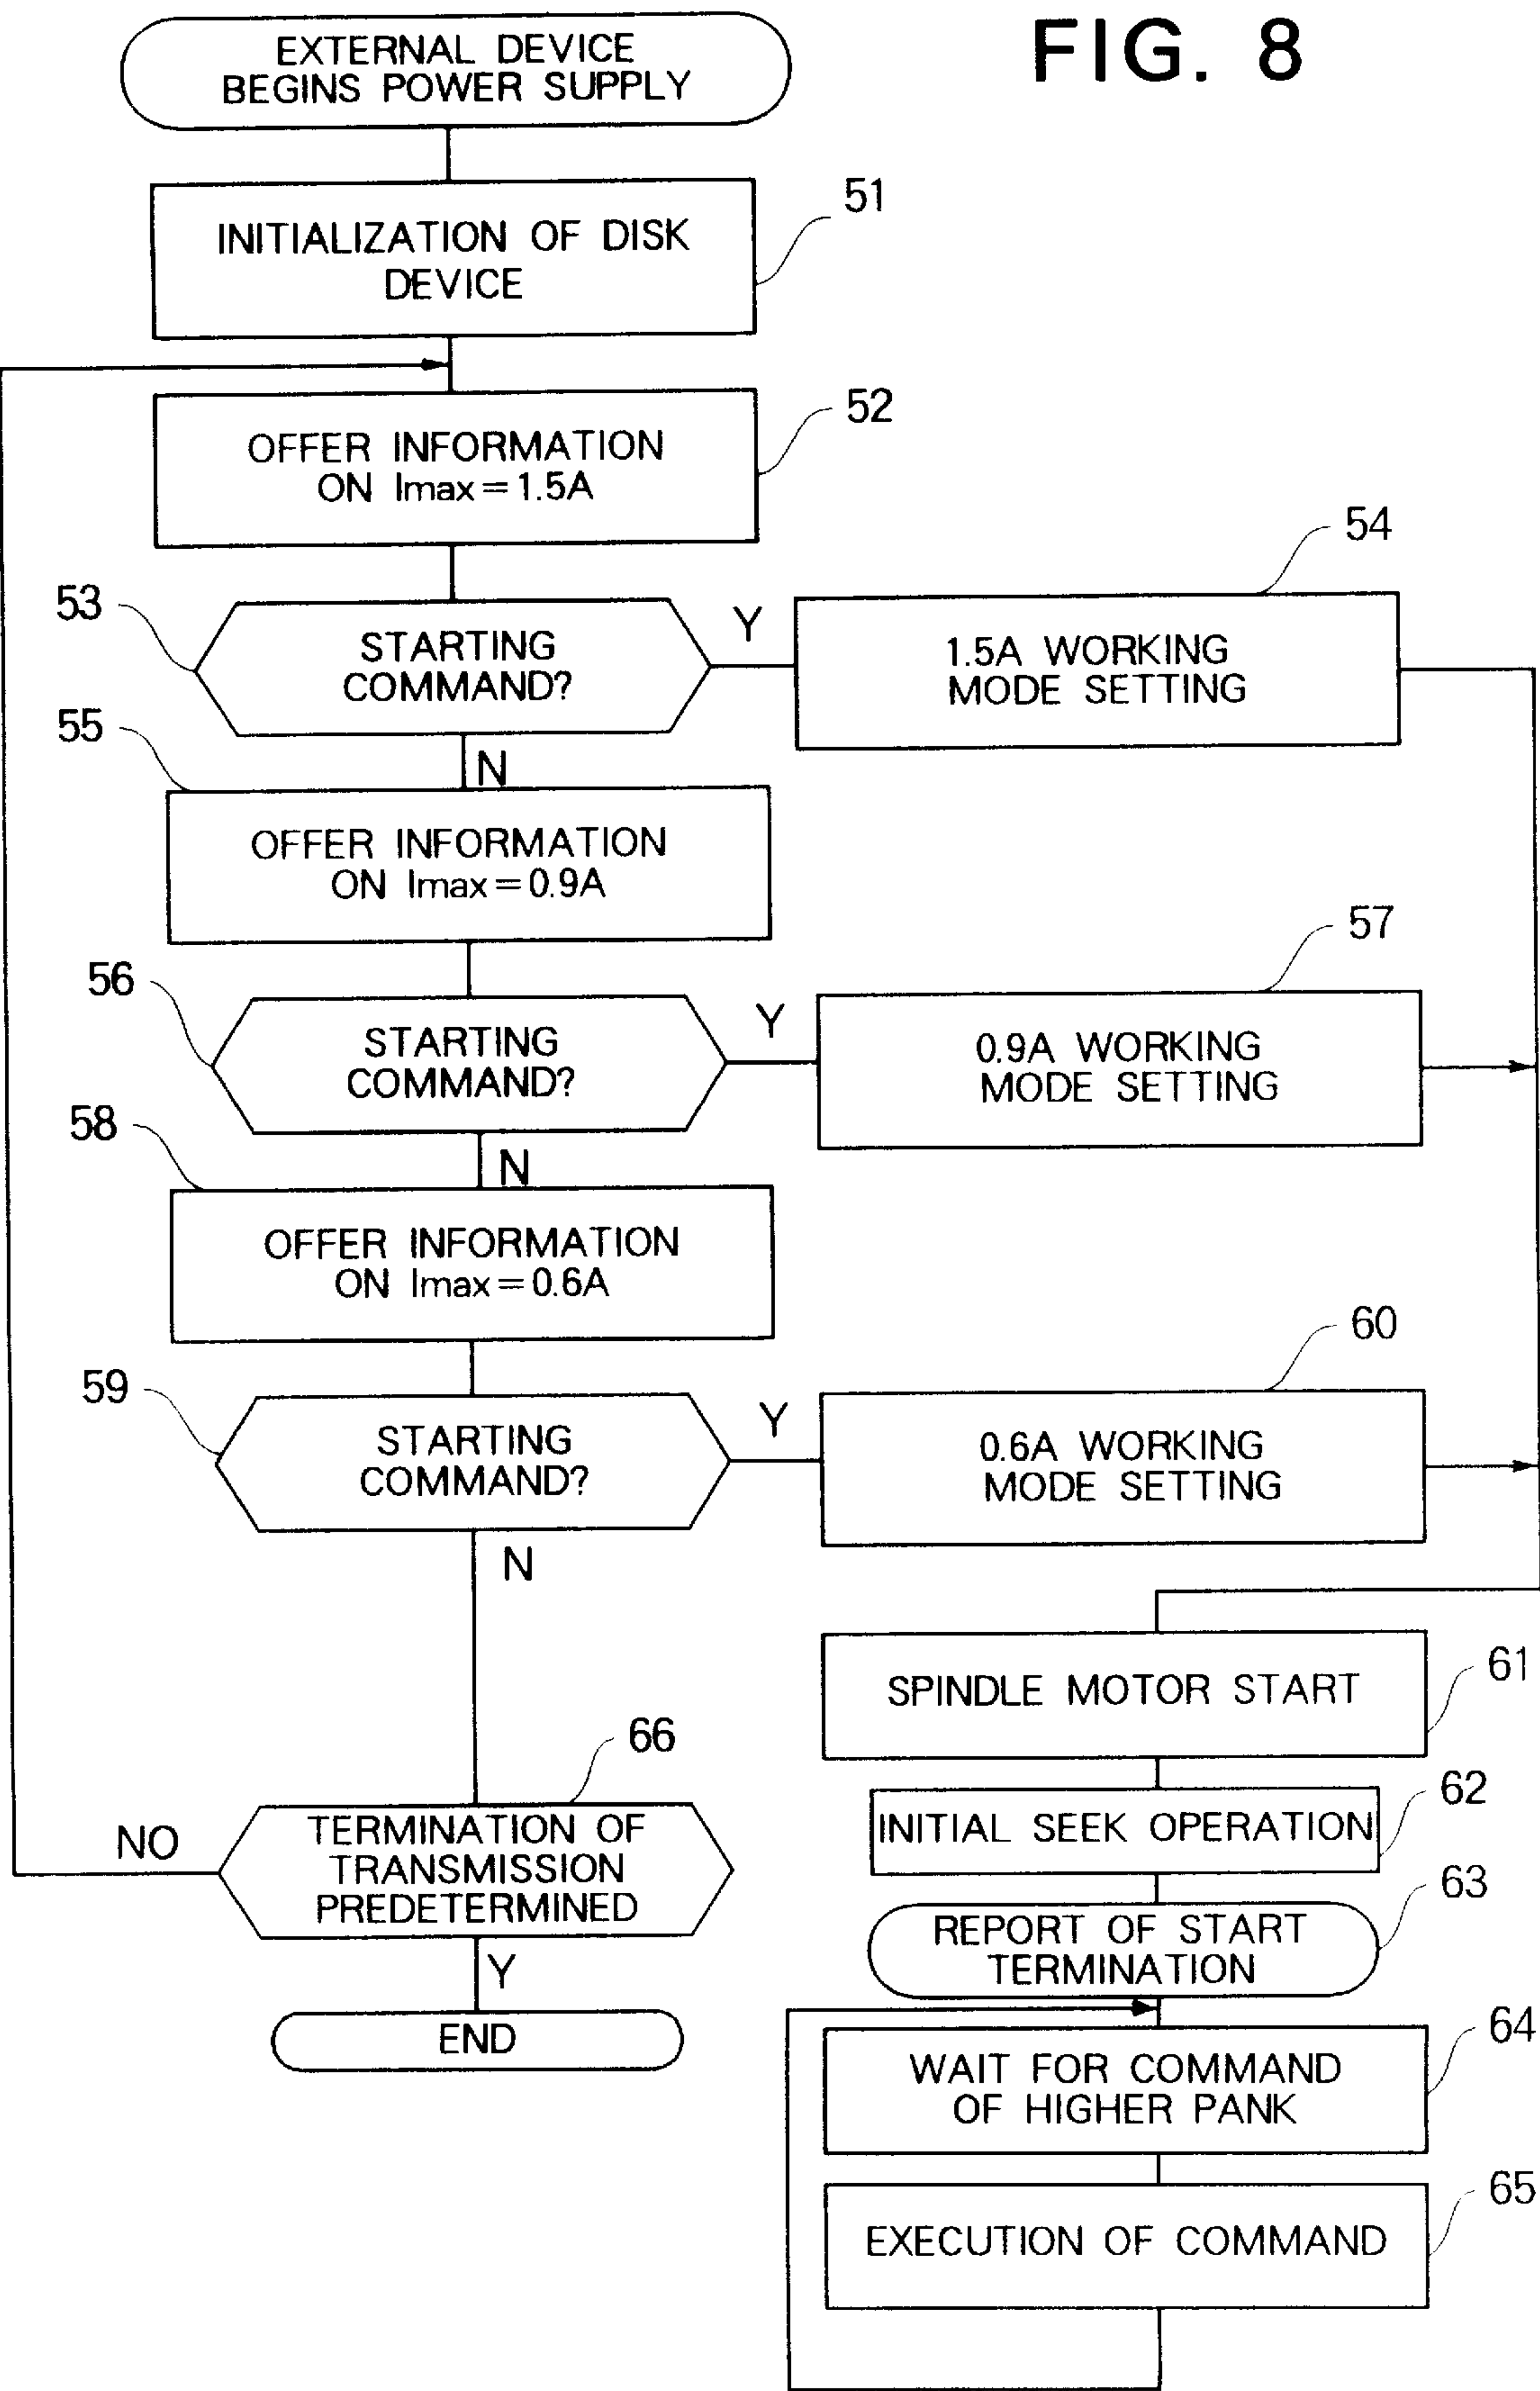 FIG. 8
EXTERNAL DEVICE
BEGINS POWER SUPPLY
51
INITIALIZATION OF DISK
DEVICE
52
OFFER INFORMATION
ON Imax = 1.5A
53
STARTING
COMMAND?
Y
54
1.5A WORKING
MODE SETTING
N
55
OFFER INFORMATION
ON Imax = 0.9A
56
STARTING
COMMAND?
Y
57
0.9A WORKING
MODE SETTING
N
58
OFFER INFORMATION
ON Imax = 0.6A
59
STARTING
COMMAND?
Y
60
0.6A WORKING
MODE SETTING
N
66
TERMINATION OF
TRANSMISSION
PREDETERMINED
NO
Y
END
61
SPINDLE MOTOR START
62
INITIAL SEEK OPERATION
63
REPORT OF START
TERMINATION
64
WAIT FOR COMMAND
OF HIGHER PANK
65
EXECUTION OF COMMAND